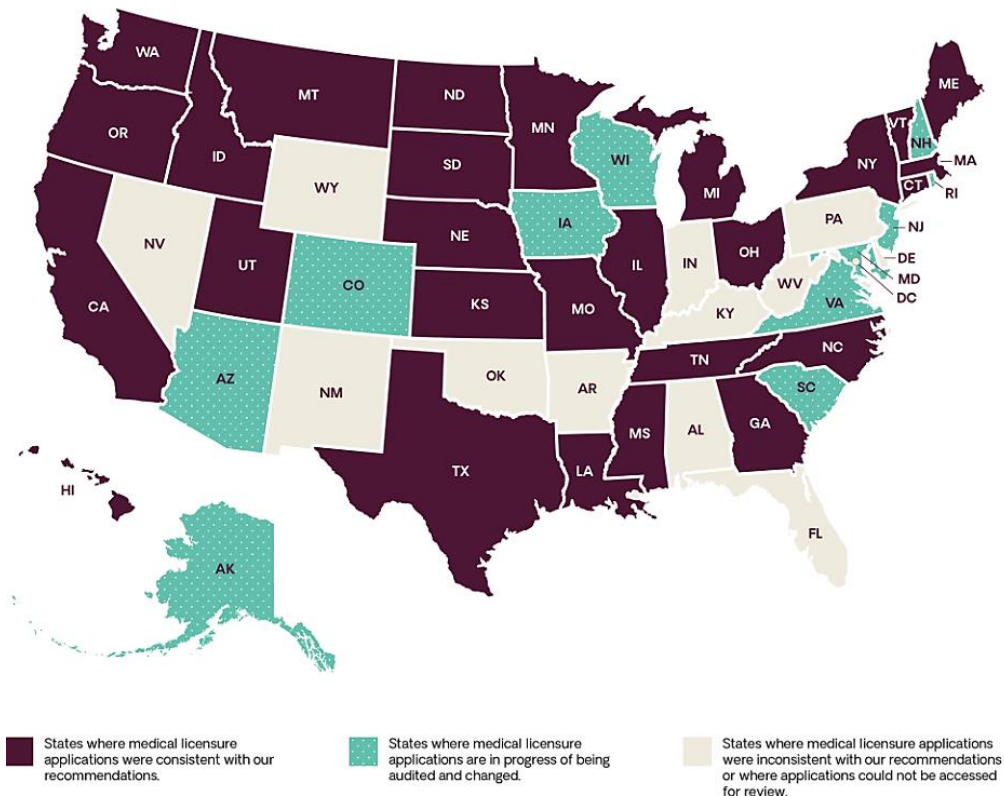 WA
MT
ND
MN
ME
OR
ID
SD
WI
VT
NH
NY
MA
WY
MI
CT
RI
NV
NE
IA
PA
NJ
UT
CO
IL
IN
OH
DE
CA
KS
MO
WV
MD
KY
VA
DC
AZ
NM
OK
AR
TN
NC
SC
MS
AL
GA
TX
LA
HI
FL
AK
States where medical licensure
applications were consistent with our
recommendations.
States where medical licensure
applications are in progress of being
audited and changed.
States where medical licensure applications
were inconsistent with our recommendations
or where applications could not be accessed
for review.